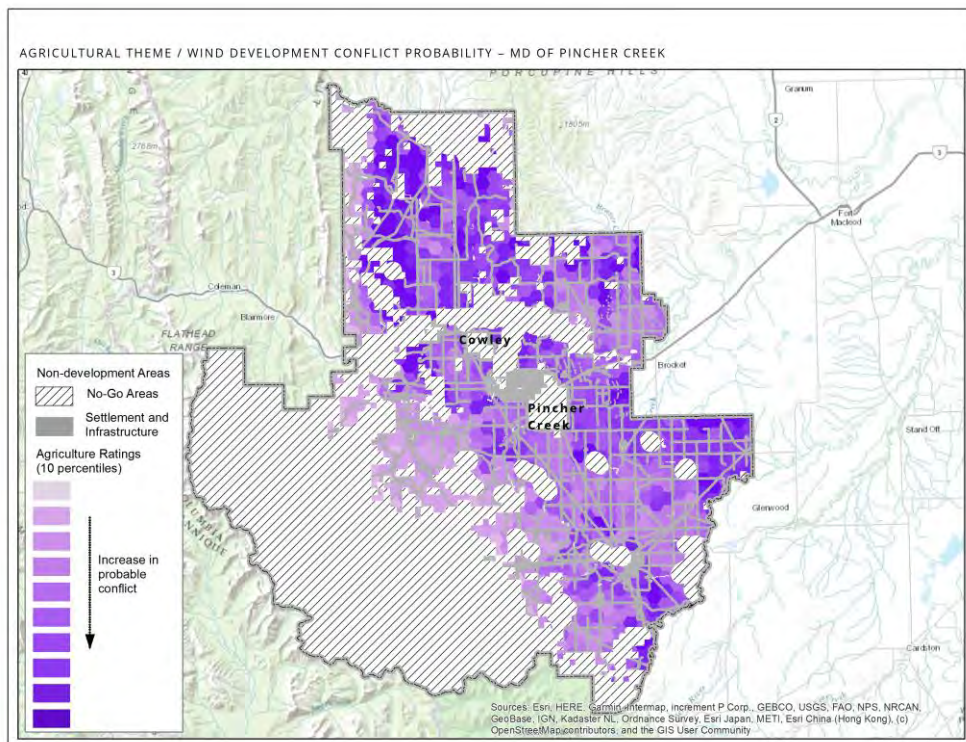 AGRICULTURAL THEME / WIND DEVELOPMENT CONFLICT PROBABILITY – MD OF PINCHER CREEK
PORCUPINE HILLS
Granum
2
1805m
2768m
3
Fort
Macleod
3
Coleman
Blairmore
FLATHEAD
RANGE
Cowley
Brocket
Pincher
Creek
Stand Off
Glenwood
Cardston
Non-development Areas
No-Go Areas
Settlement and
Infrastructure
Agriculture Ratings
(10 percentiles)
Increase in
probable
conflict
Sources: Esri, HERE, Garmin, Intermap, increment P Corp., GEBCO, USGS, FAO, NPS, NRCAN,
GeoBase, IGN, Kadaster NL, Ordnance Survey, Esri Japan, METI, Esri China (Hong Kong), (c)
OpenStreetMap contributors, and the GIS User Community